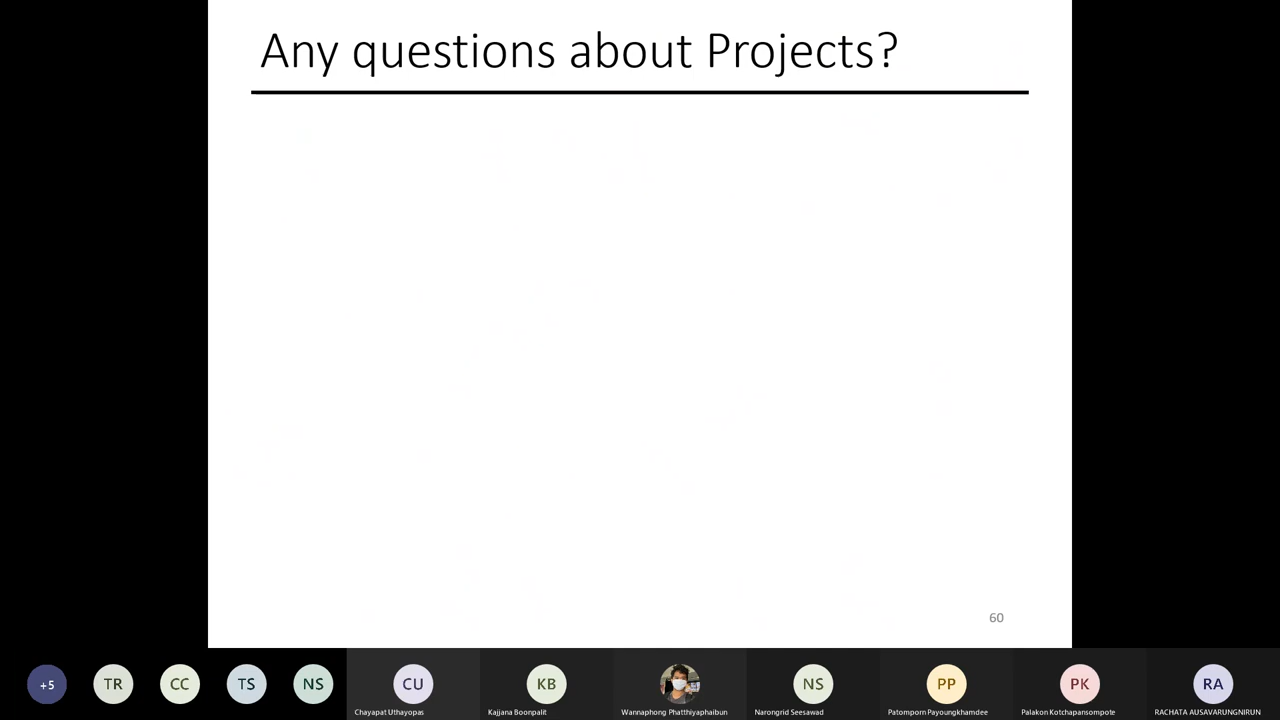 Any questions about Projects?
60
+5
TR
CC
TS
NS
CU
KB
NS
PP
PK
RA
Chayapat Uthayopas
Kajjana Boonpalit
Wannaphong Phatthiyaphaibun
Narongrid Seesawad
Patomporn Payoungkhamdee
Palakon Kotchapansompote
RACHATA AUSAVARUNGNIRUN